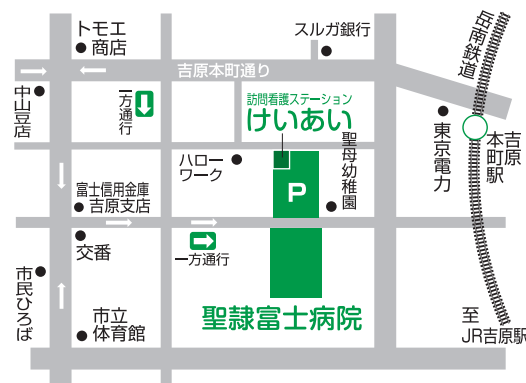 トモエ
商店
スルガ銀行
岳南鉄道
吉原本町通り
中山豆店
一方通行
訪問看護ステーション
けいあい
東京電力
吉原
本町駅
ハロー
ワーク
聖母幼稚園
P
富士信用金庫
吉原支店
交番
一方通行
市民ひろば
市立
体育館
聖隷富士病院
至
JR吉原駅